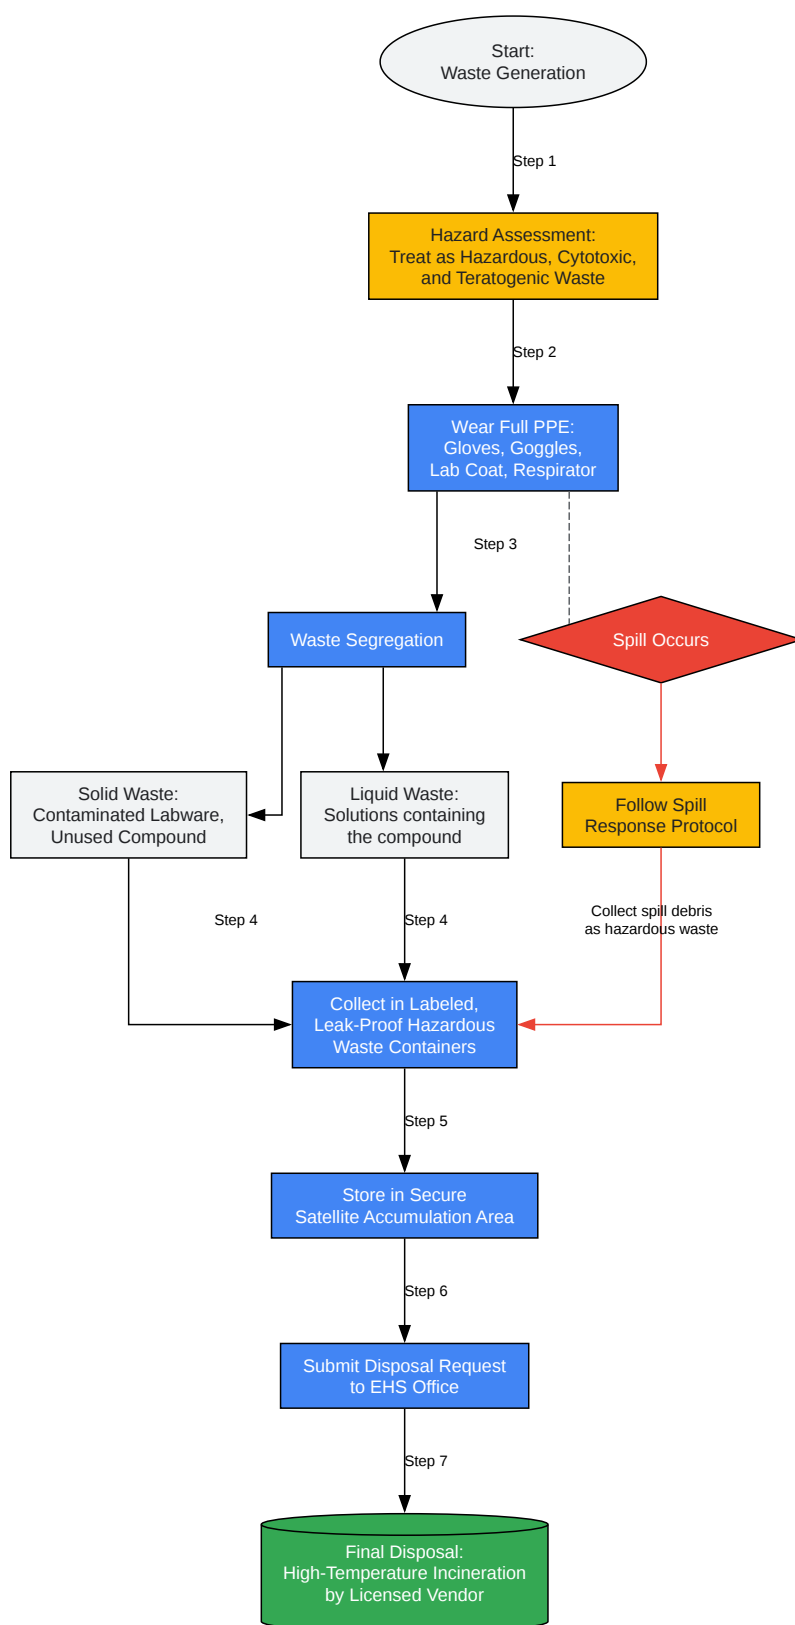 Start:
Waste Generation
Step 1
Hazard Assessment:
Treat as Hazardous, Cytotoxic,
and Teratogenic Waste
Step 2
Wear Full PPE:
Gloves, Goggles,
Lab Coat, Respirator
Step 3
Waste Segregation
Spill Occurs
Solid Waste:
Contaminated Labware,
Unused Compound
Liquid Waste:
Solutions containing
the compound
Follow Spill
Response Protocol
Step 4
Step 4
Collect spill debris
as hazardous waste
Collect in Labeled,
Leak-Proof Hazardous
Waste Containers
Step 5
Store in Secure
Satellite Accumulation Area
Step 6
Submit Disposal Request
to EHS Office
Step 7
Final Disposal:
High-Temperature Incineration
by Licensed Vendor